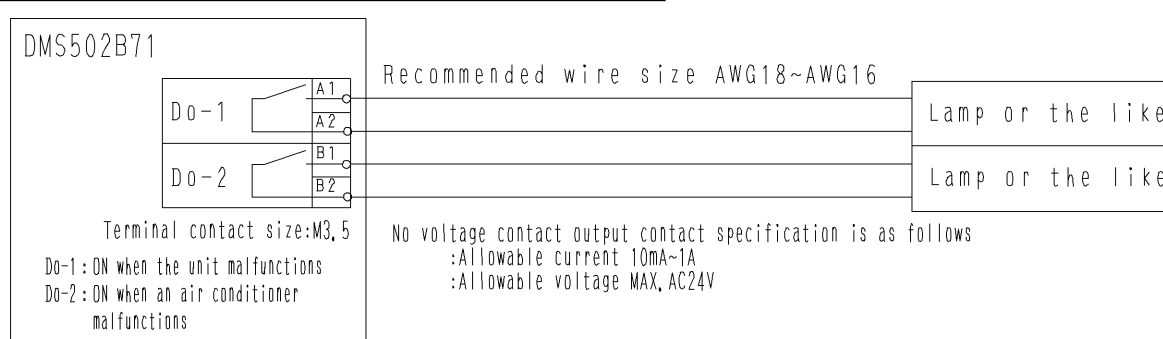 DMS502B71
Recommended wire size AWG18~AWG16
Do-1
A1
A2
Lamp or the like
Do-2
B1
B2
Lamp or the like
Terminal contact size:M3.5
No voltage contact output contact specification is as follows
:Allowable current 10mA~1A
:Allowable voltage MAX.AC24V
Do-1:ON when the unit malfunctions
Do-2:ON when an air conditioner
malfunctions